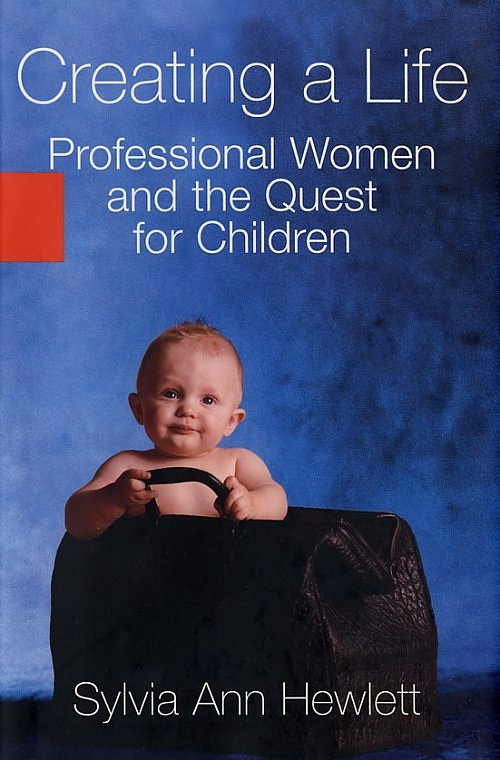 Creating a Life
Professional Women
and the Quest
for Children
Sylvia Ann Hewlett